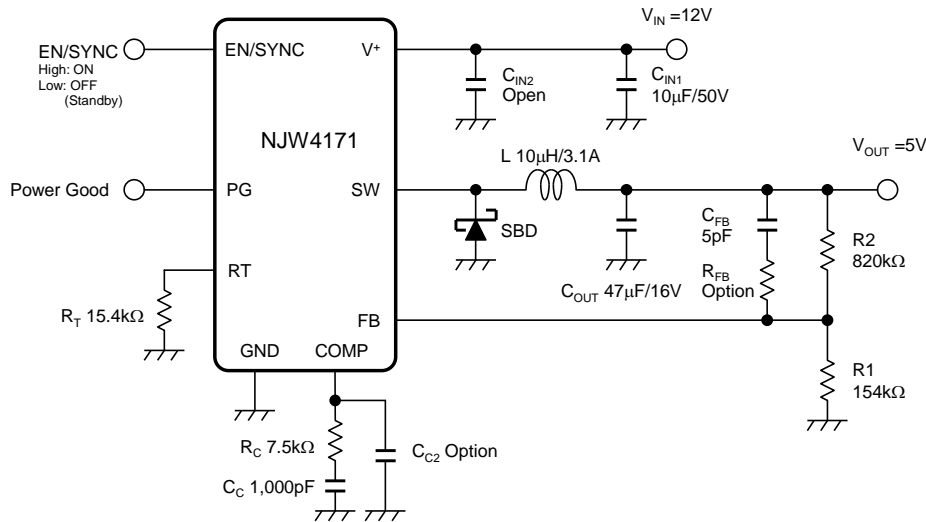 V_IN =12V
EN/SYNC
High: ON
Low: OFF
(Standby)
EN/SYNC
V+
C_IN2
Open
C_IN1
10μF/50V
NJW4171
L 10μH/3.1A
V_OUT =5V
Power Good
PG
SW
SBD
C_FB
5pF
R2
820kΩ
RT
C_OUT 47μF/16V
R_FB
Option
R_T 15.4kΩ
FB
GND
COMP
R1
154kΩ
R_C 7.5kΩ
C_C2 Option
C_C 1,000pF